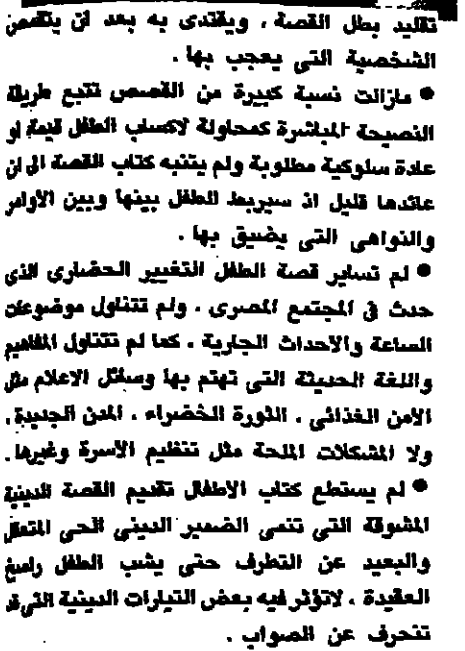 تقليد بطل القصة ، ويقتدى به بعد ان يتقمص
الشخصية التى يعجب بها .
● مازالت نسبة كبيرة من القصص تتبع طريقة
النصيحة المباشرة كمحاولة لاكساب الطفل قيمة او
عادة سلوكية مطلوبة ولم يتنبه كتاب القصة الى ان
عائدها قليل اذ سيربط الطفل بينها وبين الأوامر
والنواهى التى يضيق بها .
● لم تساير قصة الطفل التغيير الحضارى الذى
حدث فى المجتمع المصرى . ولم تتناول موضوعات
الساعة والاحداث الجارية . كما لم تتناول المفاهيم
واللغة الحديثة التى تهتم بها وسائل الاعلام مثل
الأمن الغذائى . الثورة الخضراء . المدن الجديدة .
ولا المشكلات الملحة مثل تنظيم الأسرة وغيرها .
● لم يستطع كتاب الاطفال تقديم القصة الدينية
المشوقة التى تنمى الضمير الدينى الحى المتعقل
والبعيد عن التطرف حتى يشب الطفل راسخ
العقيدة . لاتؤثر فيه بعض التيارات الدينية التى قد
تنحرف عن الصواب .